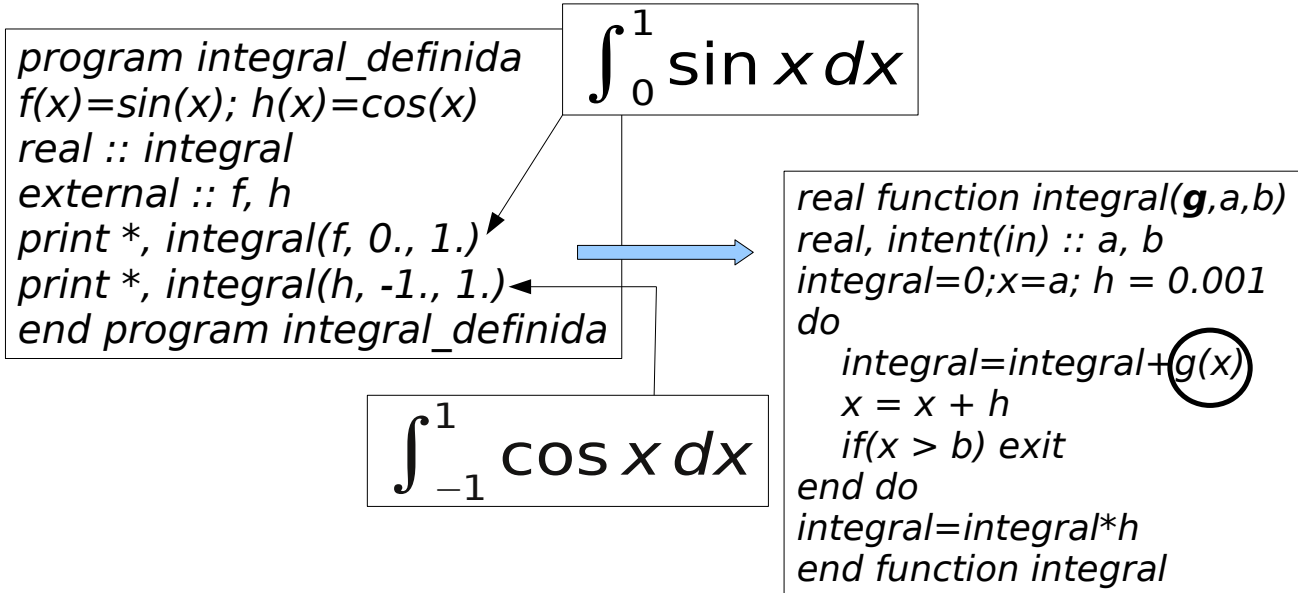 program integral_definida
f(x)=sin(x); h(x)=cos(x)
real :: integral
external :: f, h
print *, integral(f, 0., 1.)
print *, integral(h, -1., 1.)
end program integral_definida
∫₀¹ sin x dx
∫₋₁¹ cos x dx
real function integral(g,a,b)
real, intent(in) :: a, b
integral=0;x=a; h = 0.001
do
integral=integral+g(x)
x = x + h
if(x > b) exit
end do
integral=integral*h
end function integral